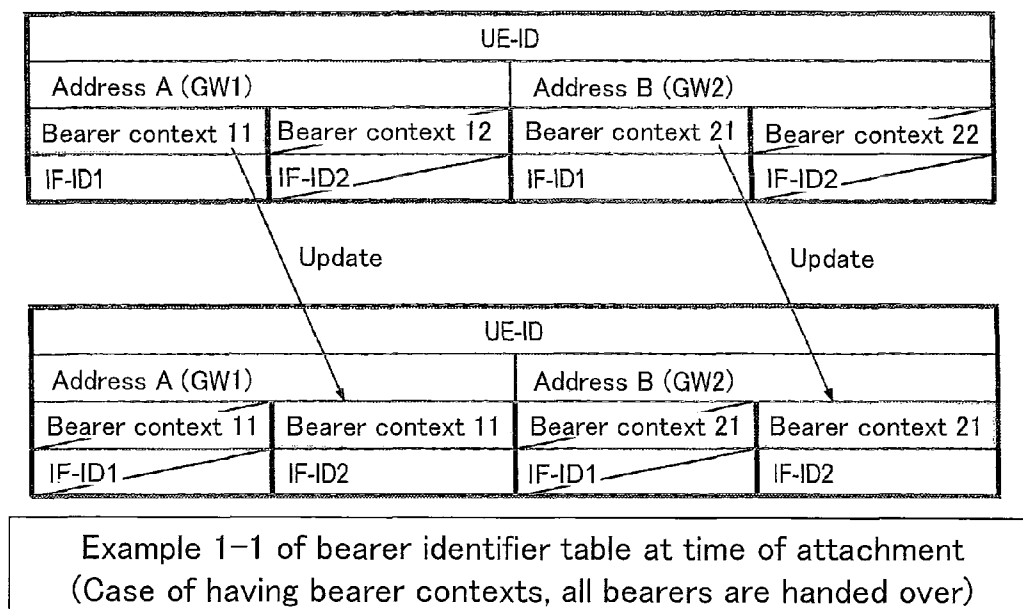 UE-ID
Address A (GW1) Address B (GW2)
Bearer context 11 Bearer context 12 Bearer context 21 Bearer context 22
IF-ID1 IF-ID2 IF-ID1 IF-ID2
Update Update
UE-ID
Address A (GW1) Address B (GW2)
Bearer context 11 Bearer context 11 Bearer context 21 Bearer context 21
IF-ID1 IF-ID2 IF-ID1 IF-ID2
Example 1-1 of bearer identifier table at time of attachment
(Case of having bearer contexts, all bearers are handed over)